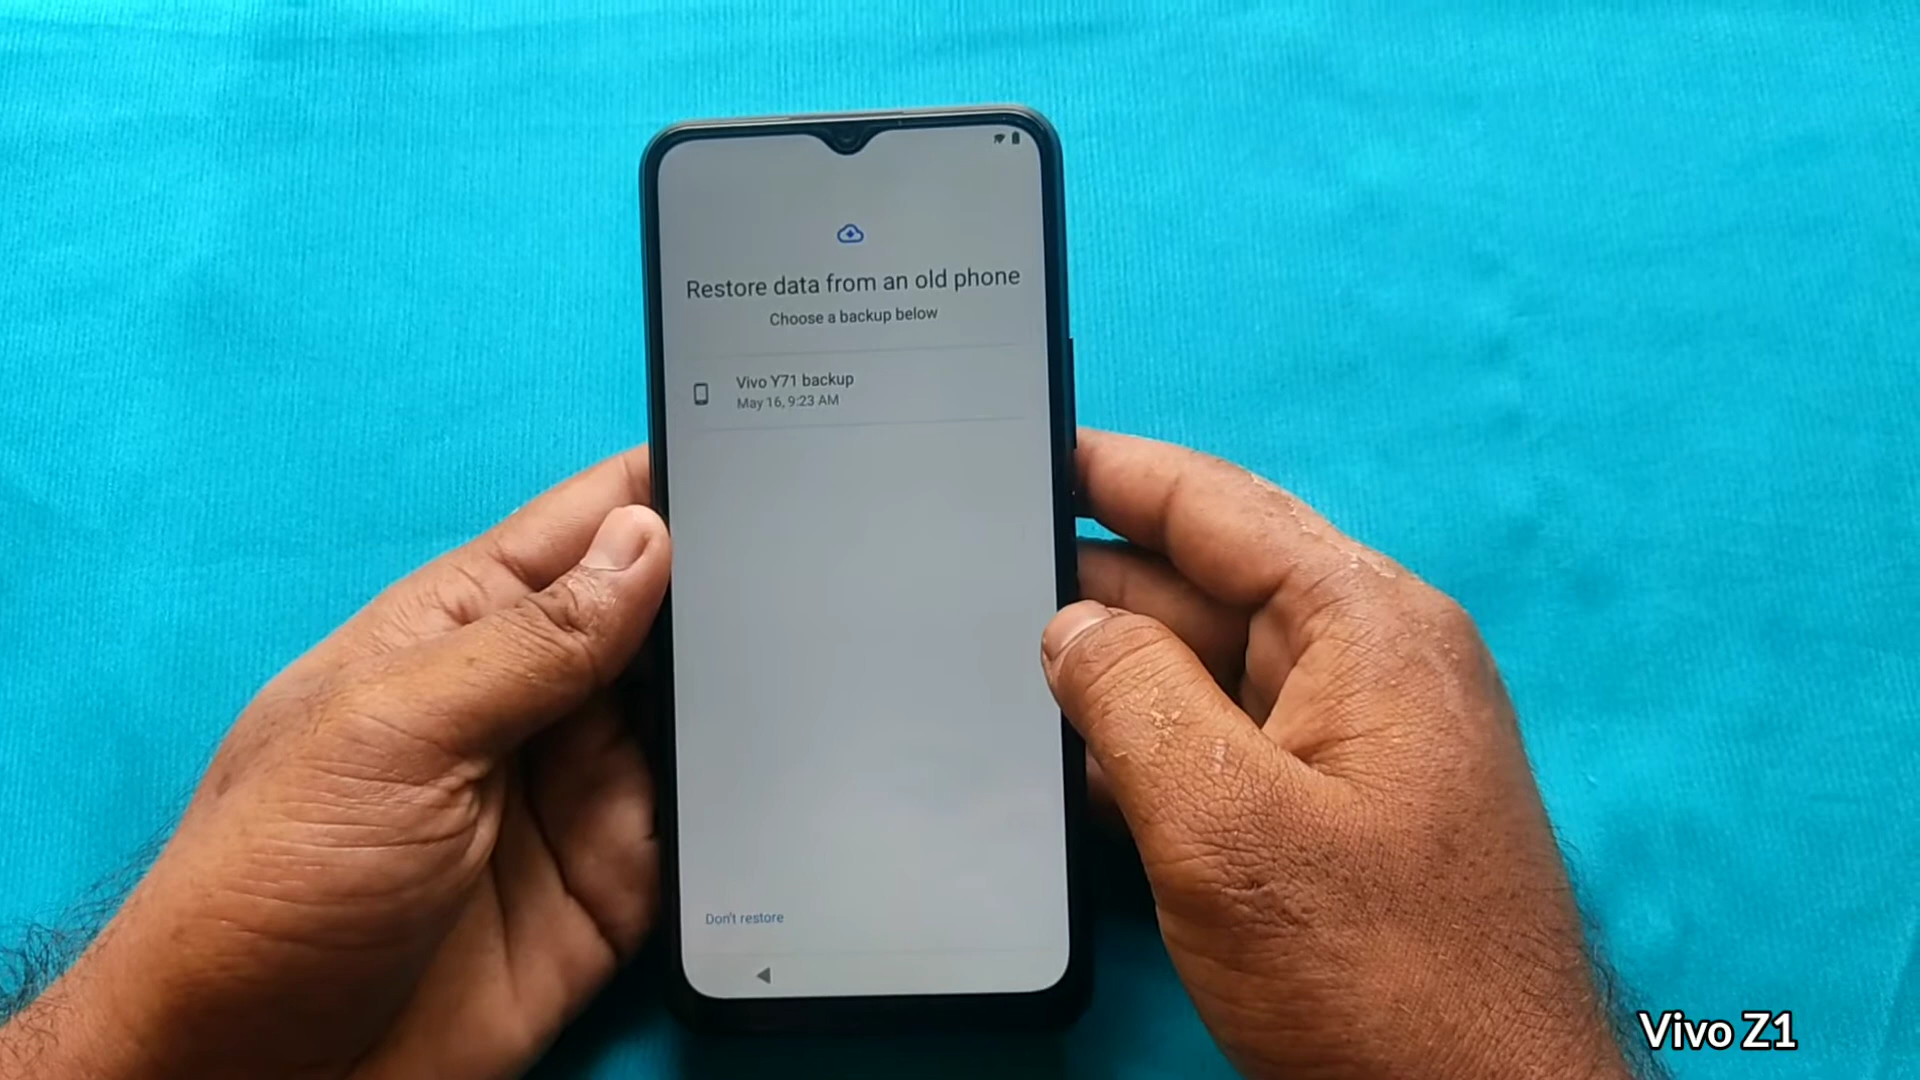 Restore data from an old phone
Choose a backup below
Vivo Y71 backup
May 16, 9:23 AM
Don't restore
Vivo Z1